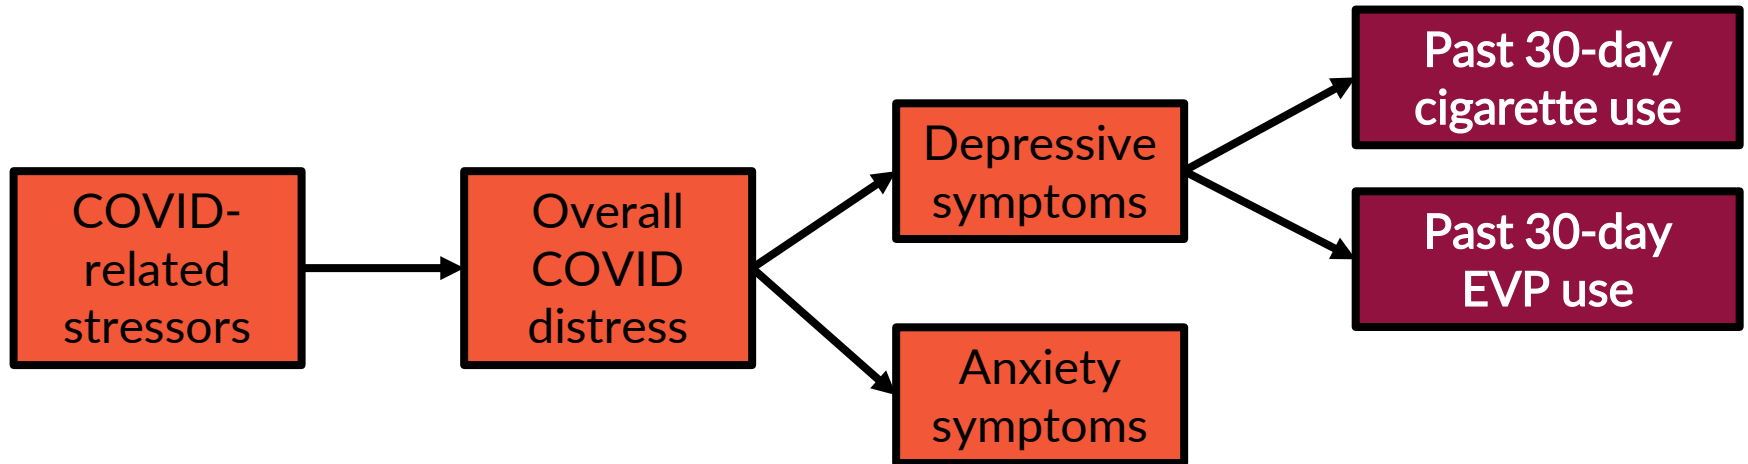 COVID-
related
stressors
Overall
COVID
distress
Depressive
symptoms
Anxiety
symptoms
Past 30-day
cigarette use
Past 30-day
EVP use